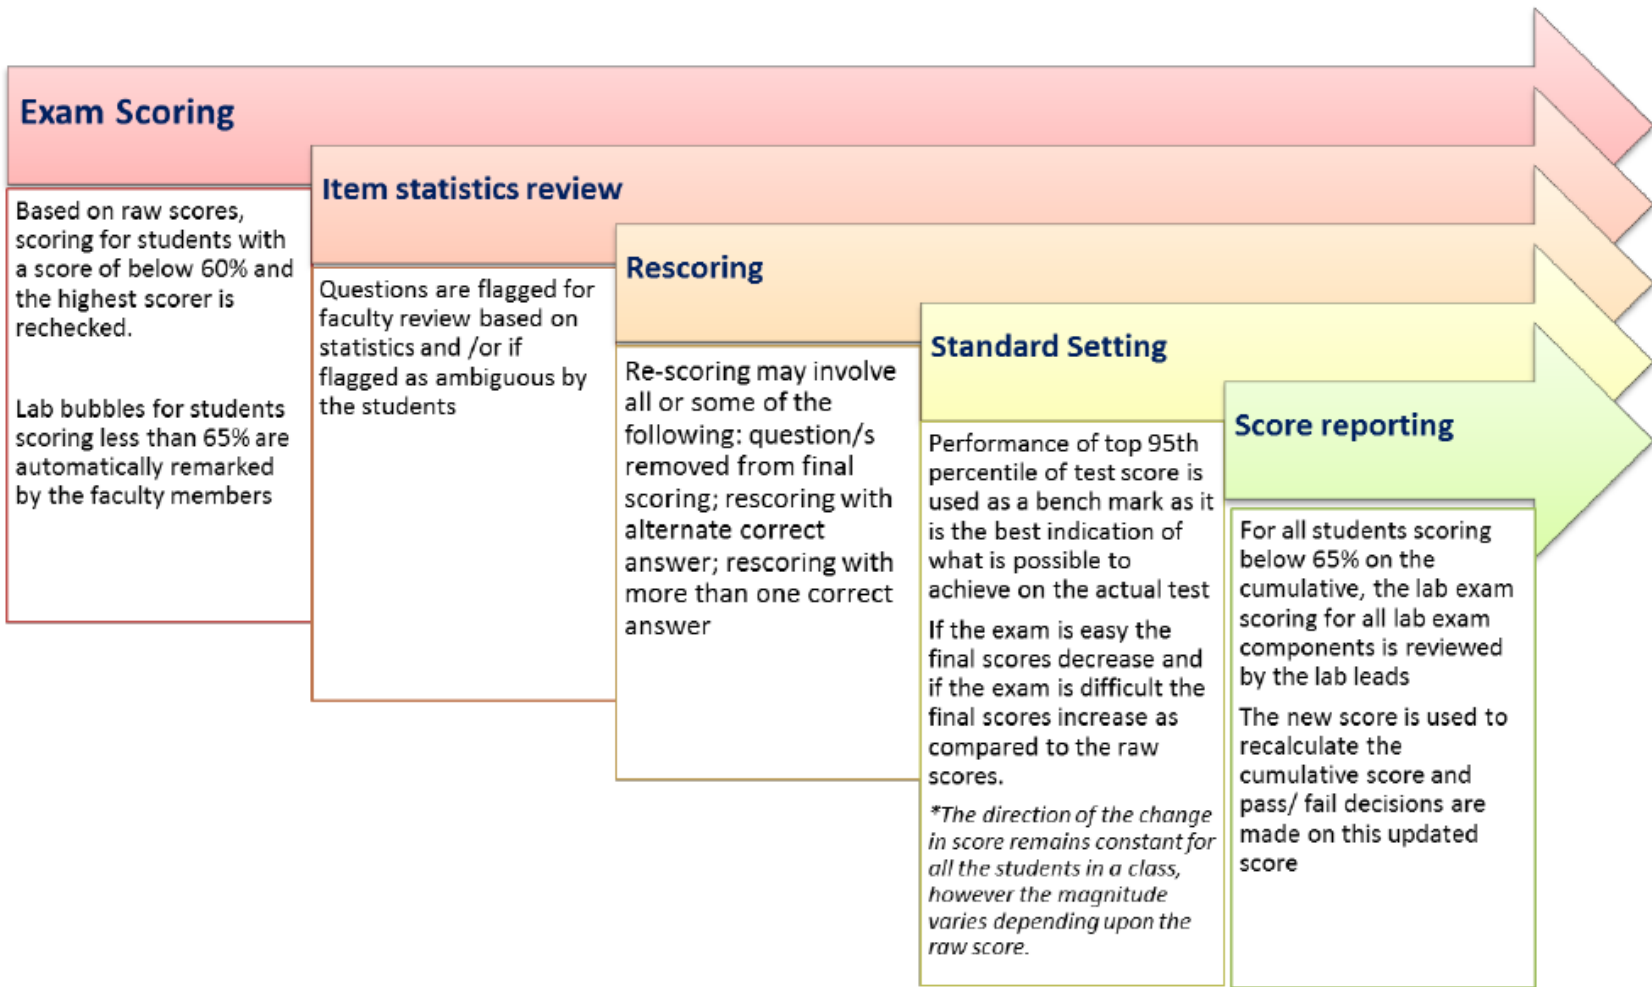 Exam Scoring
Based on raw scores,
scoring for students with
a score of below 60% and
the highest scorer is
rechecked.
Lab bubbles for students
scoring less than 65% are
automatically remarked
by the faculty members
Item statistics review
Questions are flagged for
faculty review based on
statistics and /or if
flagged as ambiguous by
the students
Rescoring
Re-scoring may involve
all or some of the
following: question/s
removed from final
scoring; rescoring with
alternate correct
answer; rescoring with
more than one correct
answer
Standard Setting
Performance of top 95th
percentile of test score is
used as a bench mark as it
is the best indication of
what is possible to
achieve on the actual test
If the exam is easy the
final scores decrease and
if the exam is difficult the
final scores increase as
compared to the raw
scores.
*The direction of the change
in score remains constant for
all the students in a class,
however the magnitude
varies depending upon the
raw score.
Score reporting
For all students scoring
below 65% on the
cumulative, the lab exam
scoring for all lab exam
components is reviewed
by the lab leads
The new score is used to
recalculate the
cumulative score and
pass/ fail decisions are
made on this updated
score